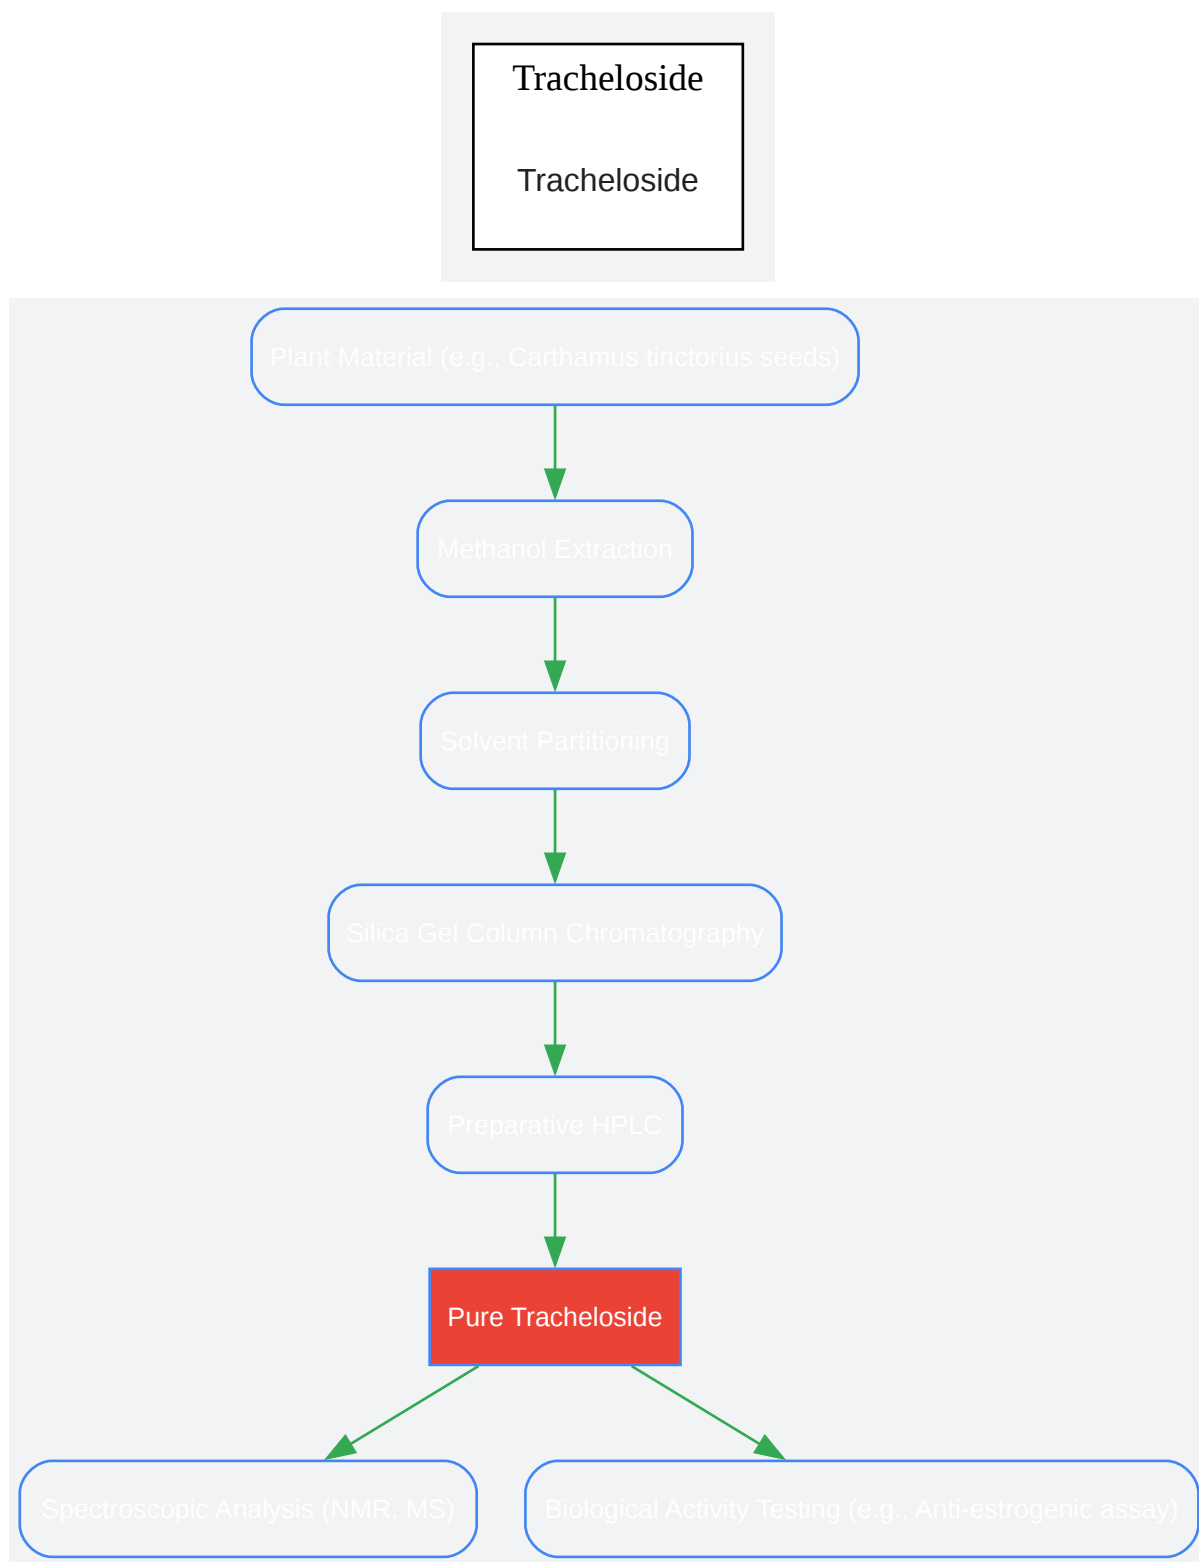 Tracheloside
Tracheloside
Plant Material (e.g., Carthamus tinctorius seeds)
Methanol Extraction
Solvent Partitioning
Silica Gel Column Chromatography
Preparative HPLC
Pure Tracheloside
Spectroscopic Analysis (NMR, MS)
Biological Activity Testing (e.g., Anti-estrogenic assay)